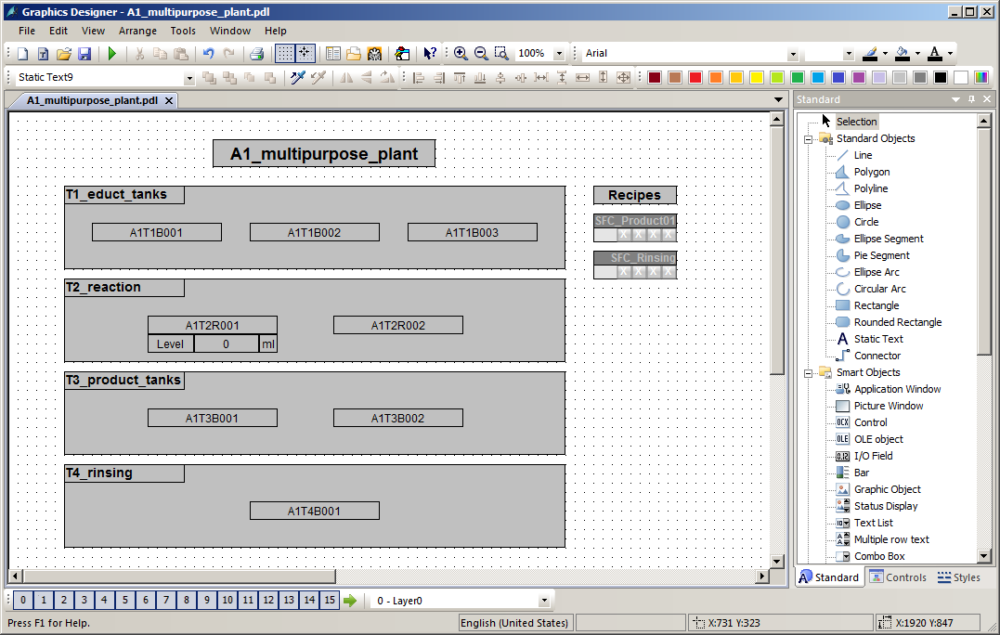 Graphics Designer - A1_multipurpose_plant.pdl
File Edit View Arrange Tools Window Help
100% Arial A
Static Text9
A1_multipurpose_plant.pdl
A1_multipurpose_plant
T1_educt_tanks
A1T1B001 A1T1B002 A1T1B003
T2_reaction
A1T2R001 A1T2R002
Level 0 ml
T3_product_tanks
A1T3B001 A1T3B002
T4_rinsing
A1T4B001
Recipes
SFC_Product01
X X X X
SFC_Rinsing
X X X X
Standard
Selection
Standard Objects
Line
Polygon
Polyline
Ellipse
Circle
Ellipse Segment
Pie Segment
Ellipse Arc
Circular Arc
Rectangle
Rounded Rectangle
A Static Text
Connector
Smart Objects
Application Window
Picture Window
OCX Control
OLE OLE object
0.12 I/O Field
Bar
Graphic Object
Status Display
Text List
Multiple row text
Combo Box
Standard Controls Styles
0 1 2 3 4 5 6 7 8 9 10 11 12 13 14 15 0 - Layer0
Press F1 for Help. English (United States) X:731 Y:323 X:1920 Y:847